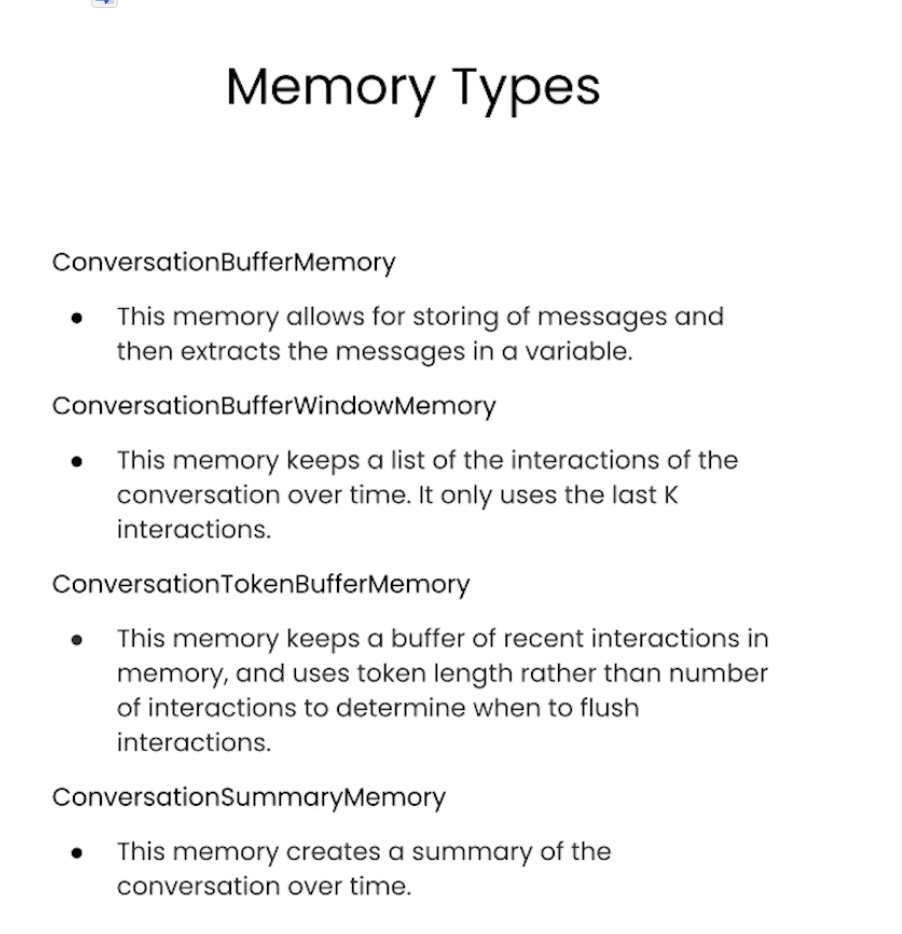 Memory Types
ConversationBufferMemory
● This memory allows for storing of messages and
then extracts the messages in a variable.
ConversationBufferWindowMemory
● This memory keeps a list of the interactions of the
conversation over time. It only uses the last K
interactions.
ConversationTokenBufferMemory
● This memory keeps a buffer of recent interactions in
memory, and uses token length rather than number
of interactions to determine when to flush
interactions.
ConversationSummaryMemory
● This memory creates a summary of the
conversation over time.